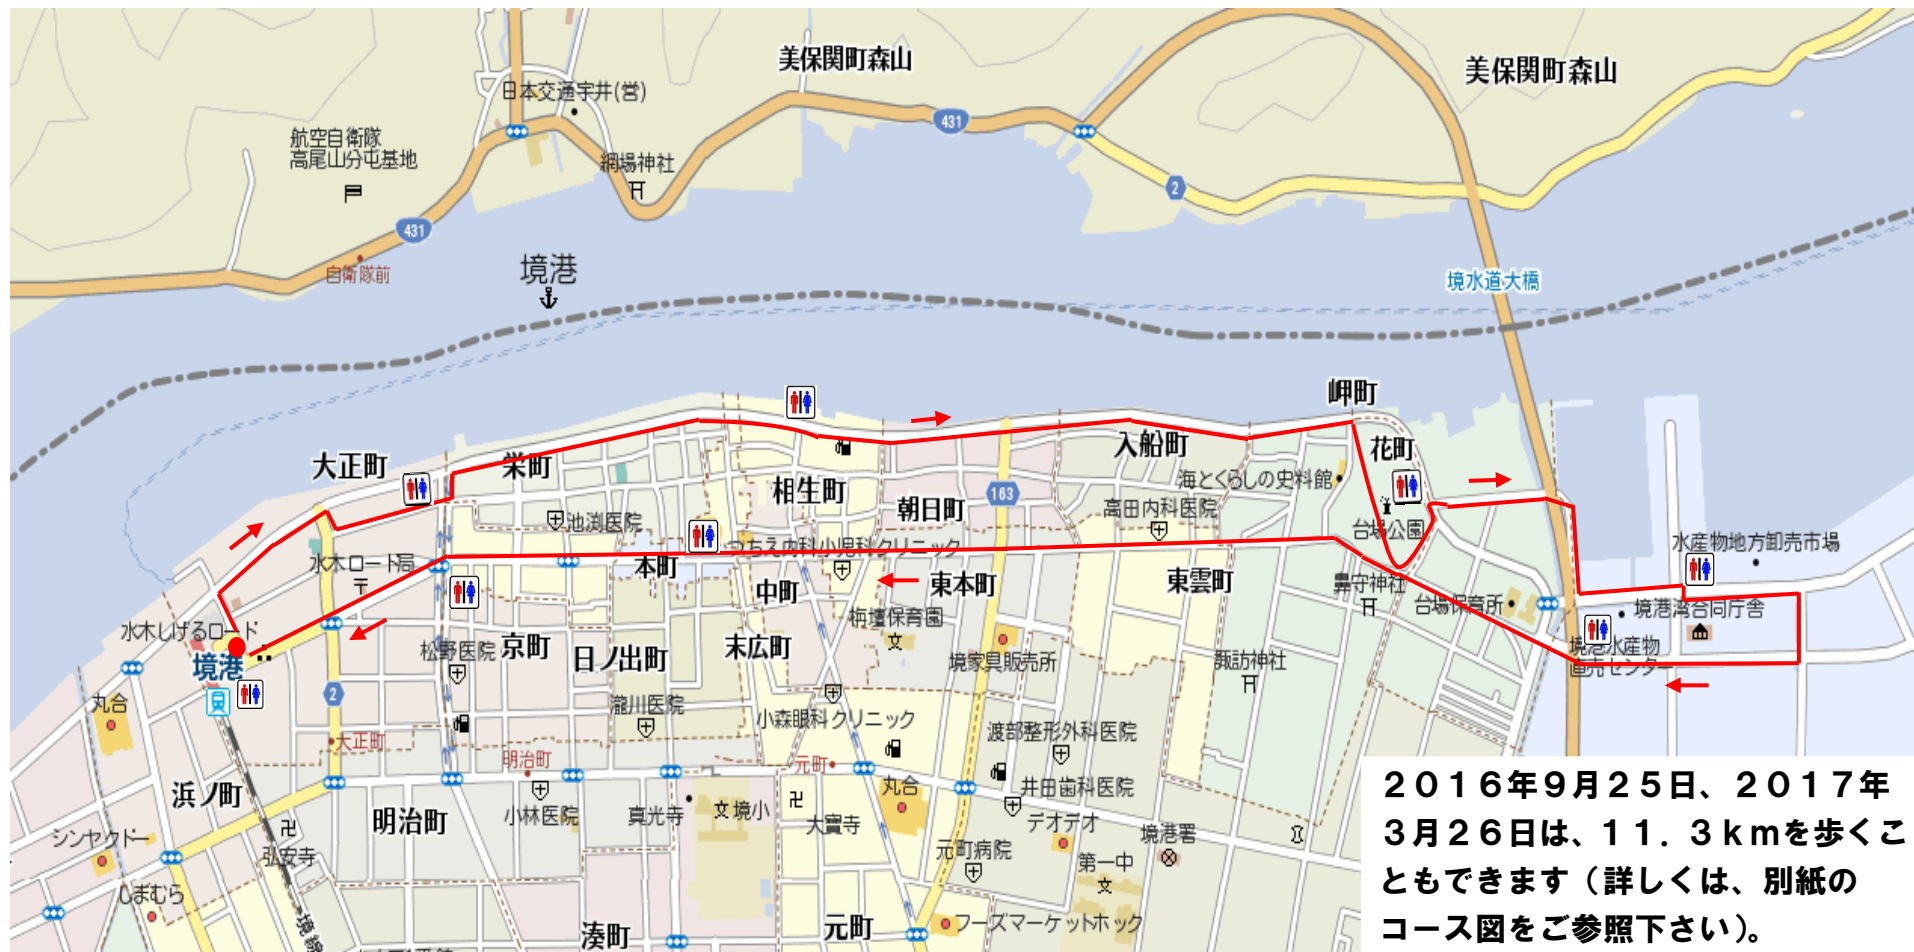 美保関町森山
美保関町森山
日本交通宇井(営)
航空自衛隊
高尾山分屯基地
431
網場神社
2
431
自衛隊前
境港
境水道大橋
岬町
大正町
栄町
入船町
花町
相生町
海とくらしの史料館
163
朝日町
高田内科医院
池渕医院
台場公園
水産物地方卸売市場
つちえ内科小児科クリニック
水木ロード局
本町
東本町
東雲町
鼻守神社
中町
台場保育所
境港湾合同庁舎
栴壇保育園
水木しげるロード
松野医院
京町
日ノ出町
末広町
境港水産物
直売センター
境港
境家具販売所
諏訪神社
2
丸合
瀧川医院
小森眼科クリニック
渡部整形外科医院
大正町
明治町
元町
浜ノ町
丸合
井田歯科医院
小林医院
真光寺
境小
大寶寺
明治町
デオデオ
境港署
シンヤクドー
弘安寺
元町病院
第一中
しまむら
境線
湊町
元町
フーズマーケットホック
2016年9月25日、2017年
3月26日は、11.3kmを歩くこ
ともできます（詳しくは、別紙の
コース図をご参照下さい）。